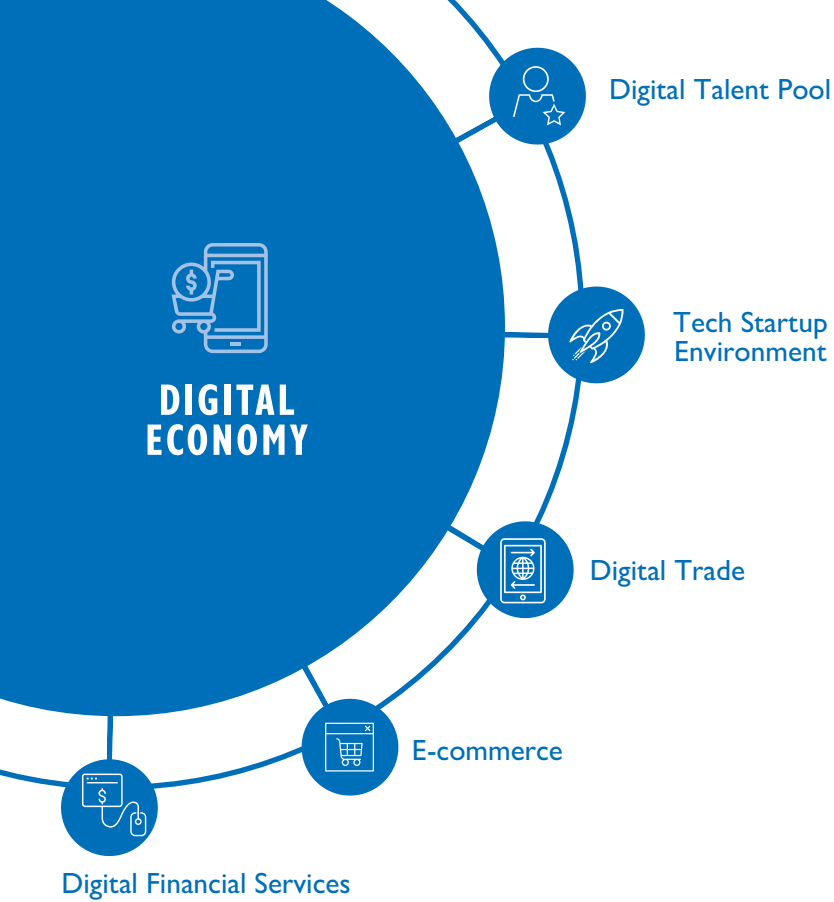 Digital Talent Pool
Tech Startup
Environment
$
DIGITAL
ECONOMY
Digital Trade
E-commerce
$
Digital Financial Services